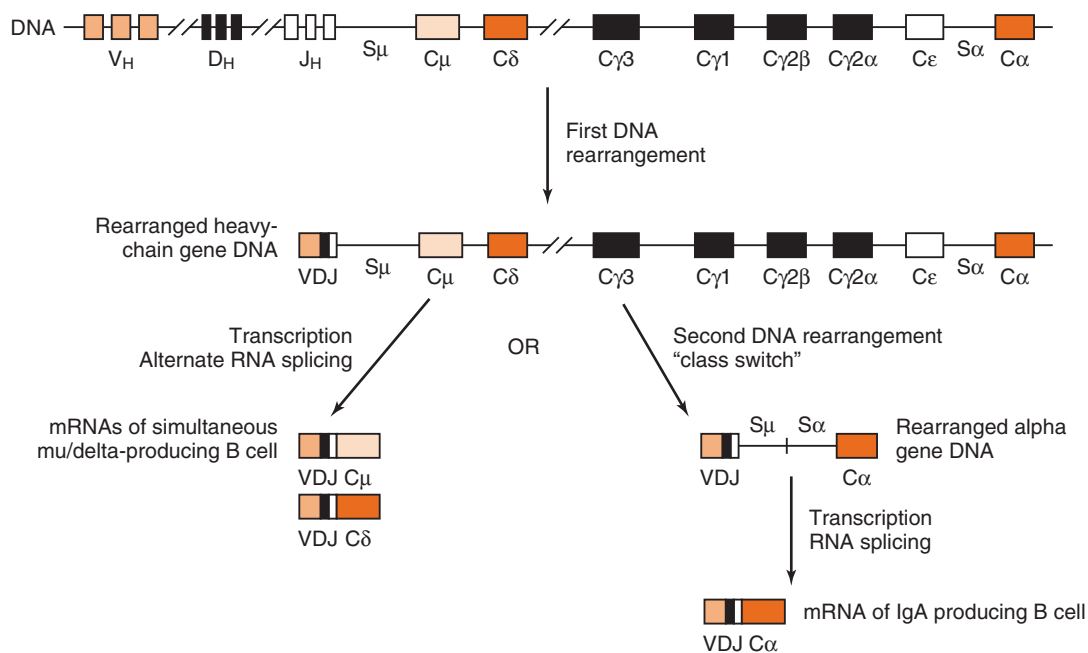 DNA
Sμ Sα
V_H D_H J_H Cμ Cδ Cγ3 Cγ1 Cγ2β Cγ2α Cε Cα
First DNA
rearrangement
Rearranged heavy-
chain gene DNA
VDJ Sμ Cμ Cδ Cγ3 Cγ1 Cγ2β Cγ2α Cε Sα Cα
Transcription
Alternate RNA splicing
OR
Second DNA rearrangement
“class switch”
mRNAs of simultaneous
mu/delta-producing B cell
VDJ Cμ
VDJ Cδ
Sμ Sα
VDJ Cα
Rearranged alpha
gene DNA
Transcription
RNA splicing
mRNA of IgA producing B cell
VDJ Cα